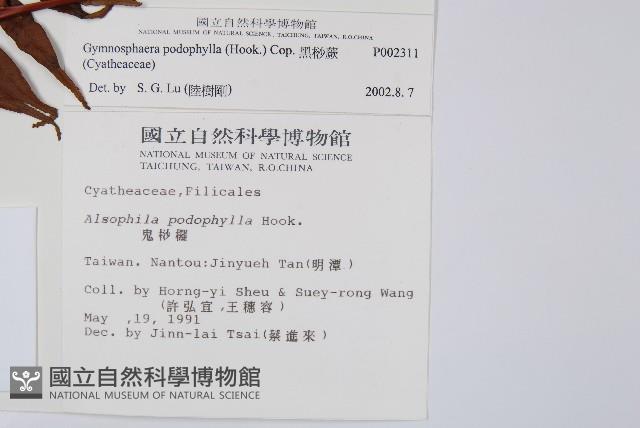 國立自然科學博物館
NATIONAL MUSEUM OF NATURAL SCIENCE, TAICHUNG, TAIWAN, R.O.CHINA
Gymnosphaera podophylla (Hook.) Cop. 黑桫蕨 P002311
(Cyatheaceae)
Det. by S. G. Lu (陸樹剛) 2002.8.7
國立自然科學博物館
NATIONAL MUSEUM OF NATURAL SCIENCE
TAICHUNG, TAIWAN, R.O.CHINA
Cyatheaceae,Filicales
Alsophila podophylla Hook.
鬼桫欏
Taiwan. Nantou:Jinyueh Tan(明潭)
Coll. by Horng-yi Sheu & Suey-rong Wang
(許弘宜,王穗容)
May ,19, 1991
Dec. by Jinn-lai Tsai(蔡進來)
國立自然科學博物館
NATIONAL MUSEUM OF NATURAL SCIENCE